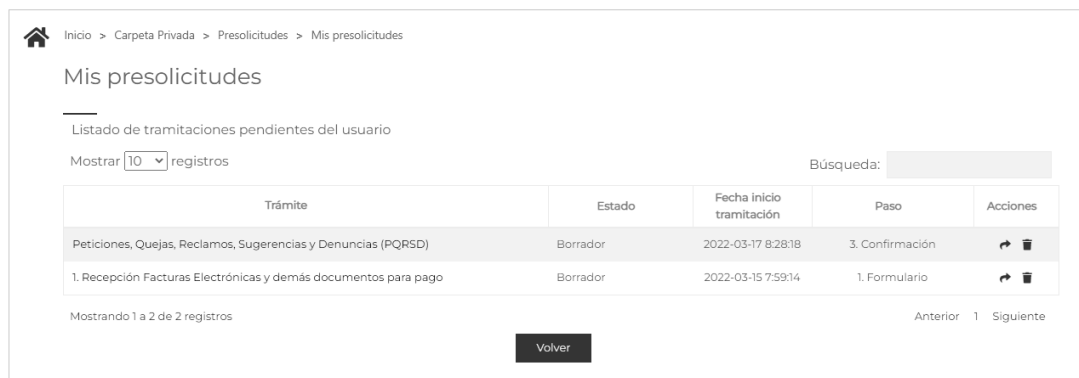 Inicio > Carpeta Privada > Presolicitudes > Mis presolicitudes
Mis presolicitudes
Listado de tramitaciones pendientes del usuario
Mostrar 10 registros
Búsqueda:
Trámite Estado Fecha inicio tramitación Paso Acciones
Peticiones, Quejas, Reclamos, Sugerencias y Denuncias (PQRSD) Borrador 2022-03-17 8:28:18 3. Confirmación
1. Recepción Facturas Electrónicas y demás documentos para pago Borrador 2022-03-15 7:59:14 1. Formulario
Mostrando 1 a 2 de 2 registros
Anterior 1 Siguiente
Volver